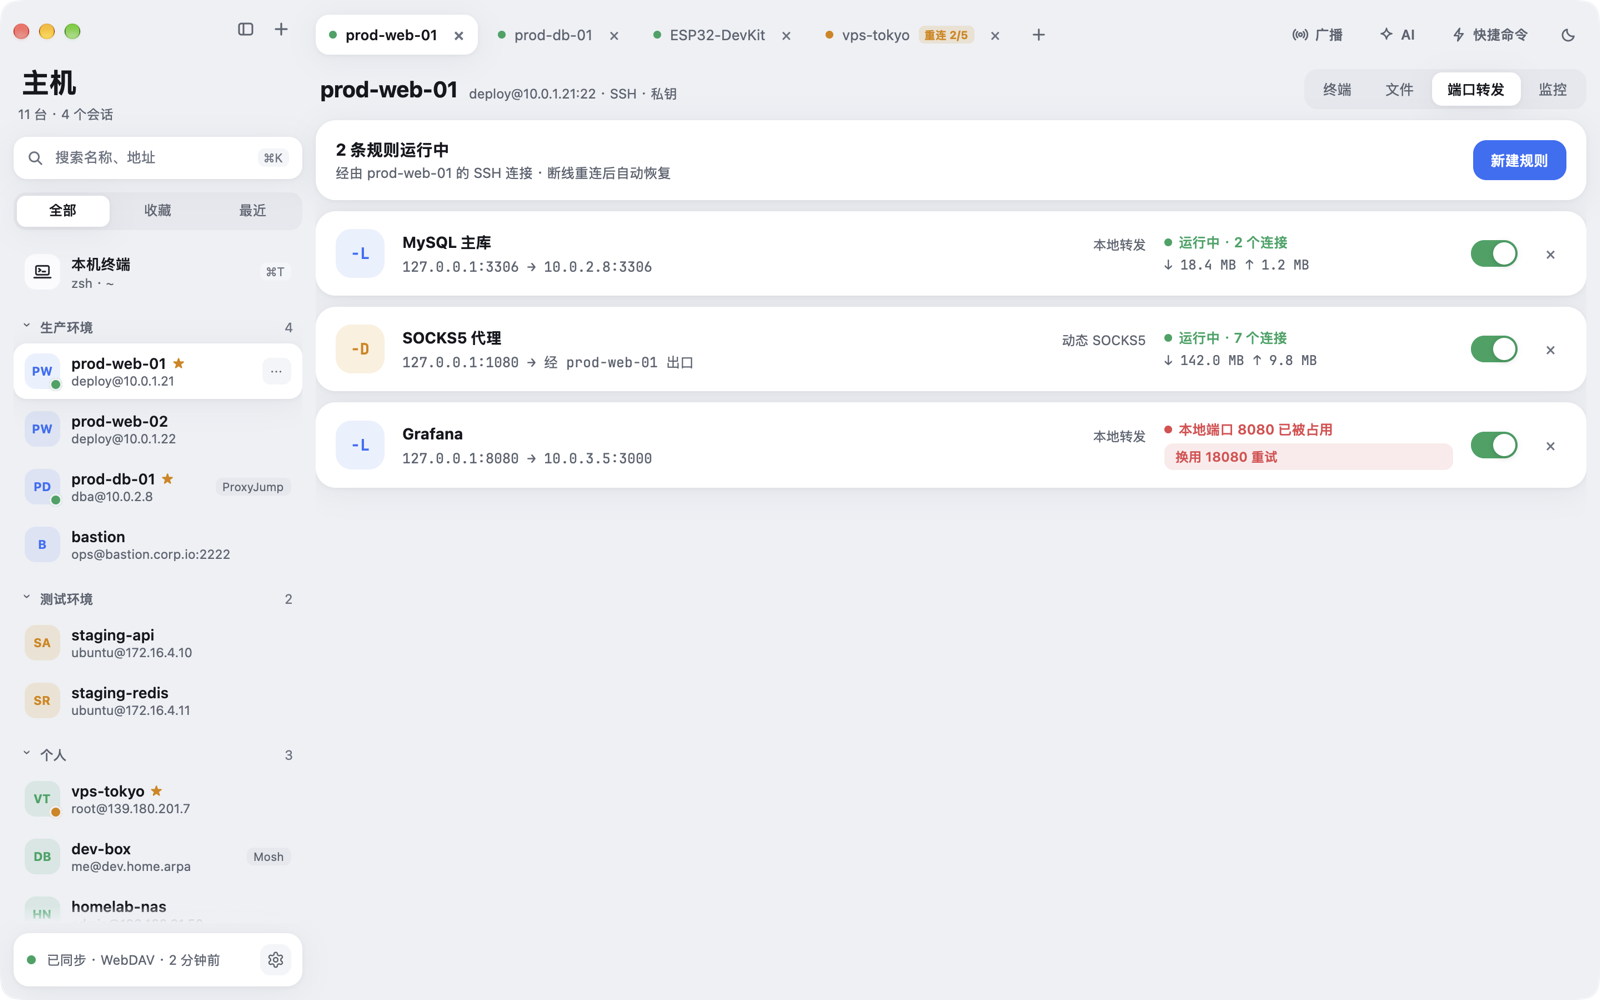 主机
11 台 · 4 个会话
搜索名称、地址 ⌘K
全部 收藏 最近
本机终端
zsh · ~
⌘T
生产环境 4
PW
prod-web-01 ★
deploy@10.0.1.21
···
PW
prod-web-02
deploy@10.0.1.22
PD
prod-db-01 ★
dba@10.0.2.8
ProxyJump
B
bastion
ops@bastion.corp.io:2222
测试环境 2
SA
staging-api
ubuntu@172.16.4.10
SR
staging-redis
ubuntu@172.16.4.11
个人 3
VT
vps-tokyo ★
root@139.180.201.7
DB
dev-box
me@dev.home.arpa
Mosh
HN
homelab-nas
已同步 · WebDAV · 2 分钟前
prod-web-01 × prod-db-01 × ESP32-DevKit × vps-tokyo 重连 2/5 × +
广播 AI 快捷命令
prod-web-01 deploy@10.0.1.21:22 · SSH · 私钥
终端 文件 端口转发 监控
2 条规则运行中
经由 prod-web-01 的 SSH 连接 · 断线重连后自动恢复
新建规则
-L
MySQL 主库
127.0.0.1:3306 → 10.0.2.8:3306
本地转发
运行中 · 2 个连接
↓ 18.4 MB ↑ 1.2 MB
×
-D
SOCKS5 代理
127.0.0.1:1080 → 经 prod-web-01 出口
动态 SOCKS5
运行中 · 7 个连接
↓ 142.0 MB ↑ 9.8 MB
×
-L
Grafana
127.0.0.1:8080 → 10.0.3.5:3000
本地转发
本地端口 8080 已被占用
换用 18080 重试
×